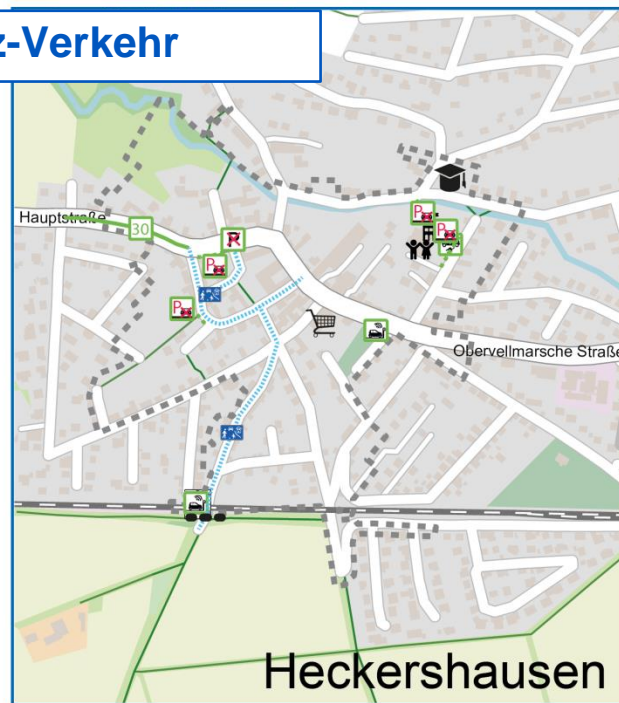 z-Verkehr
Hauptstraße
30
P
P
P
P
Obervellmarsche Straße
Heckershausen